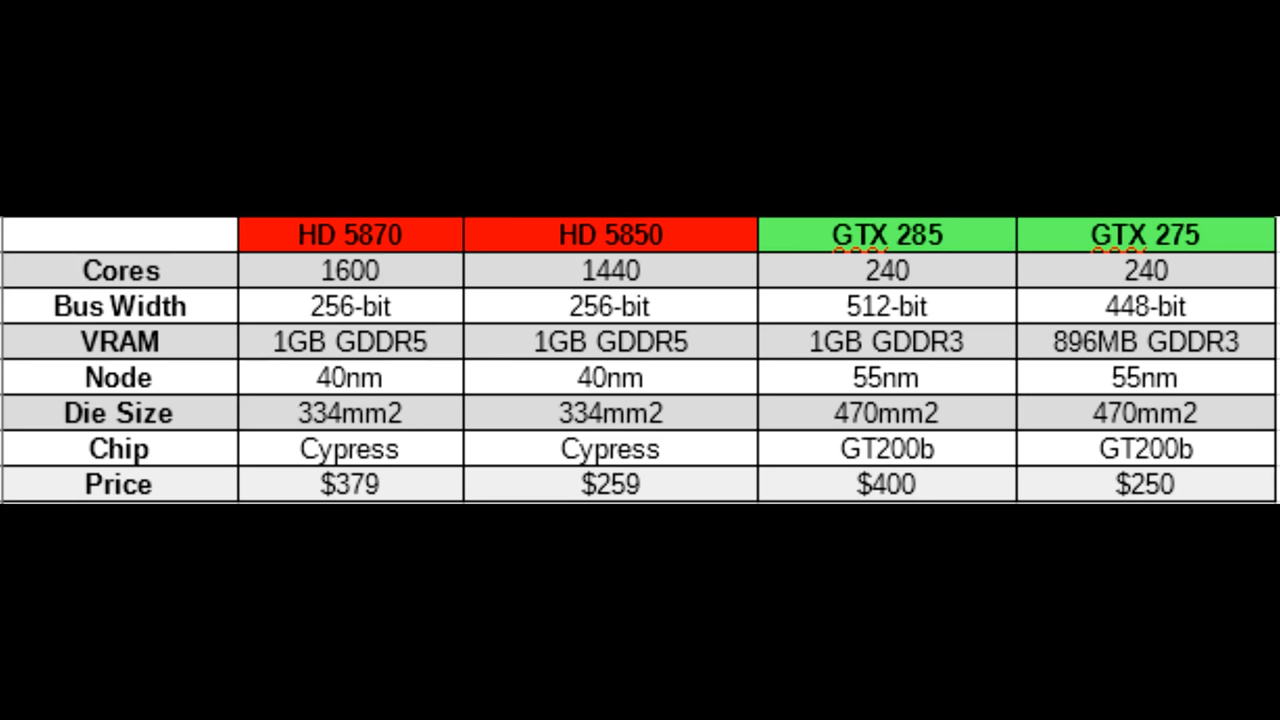 HD 5870 HD 5850 GTX 285 GTX 275
Cores 1600 1440 240 240
Bus Width 256-bit 256-bit 512-bit 448-bit
VRAM 1GB GDDR5 1GB GDDR5 1GB GDDR3 896MB GDDR3
Node 40nm 40nm 55nm 55nm
Die Size 334mm2 334mm2 470mm2 470mm2
Chip Cypress Cypress GT200b GT200b
Price $379 $259 $400 $250